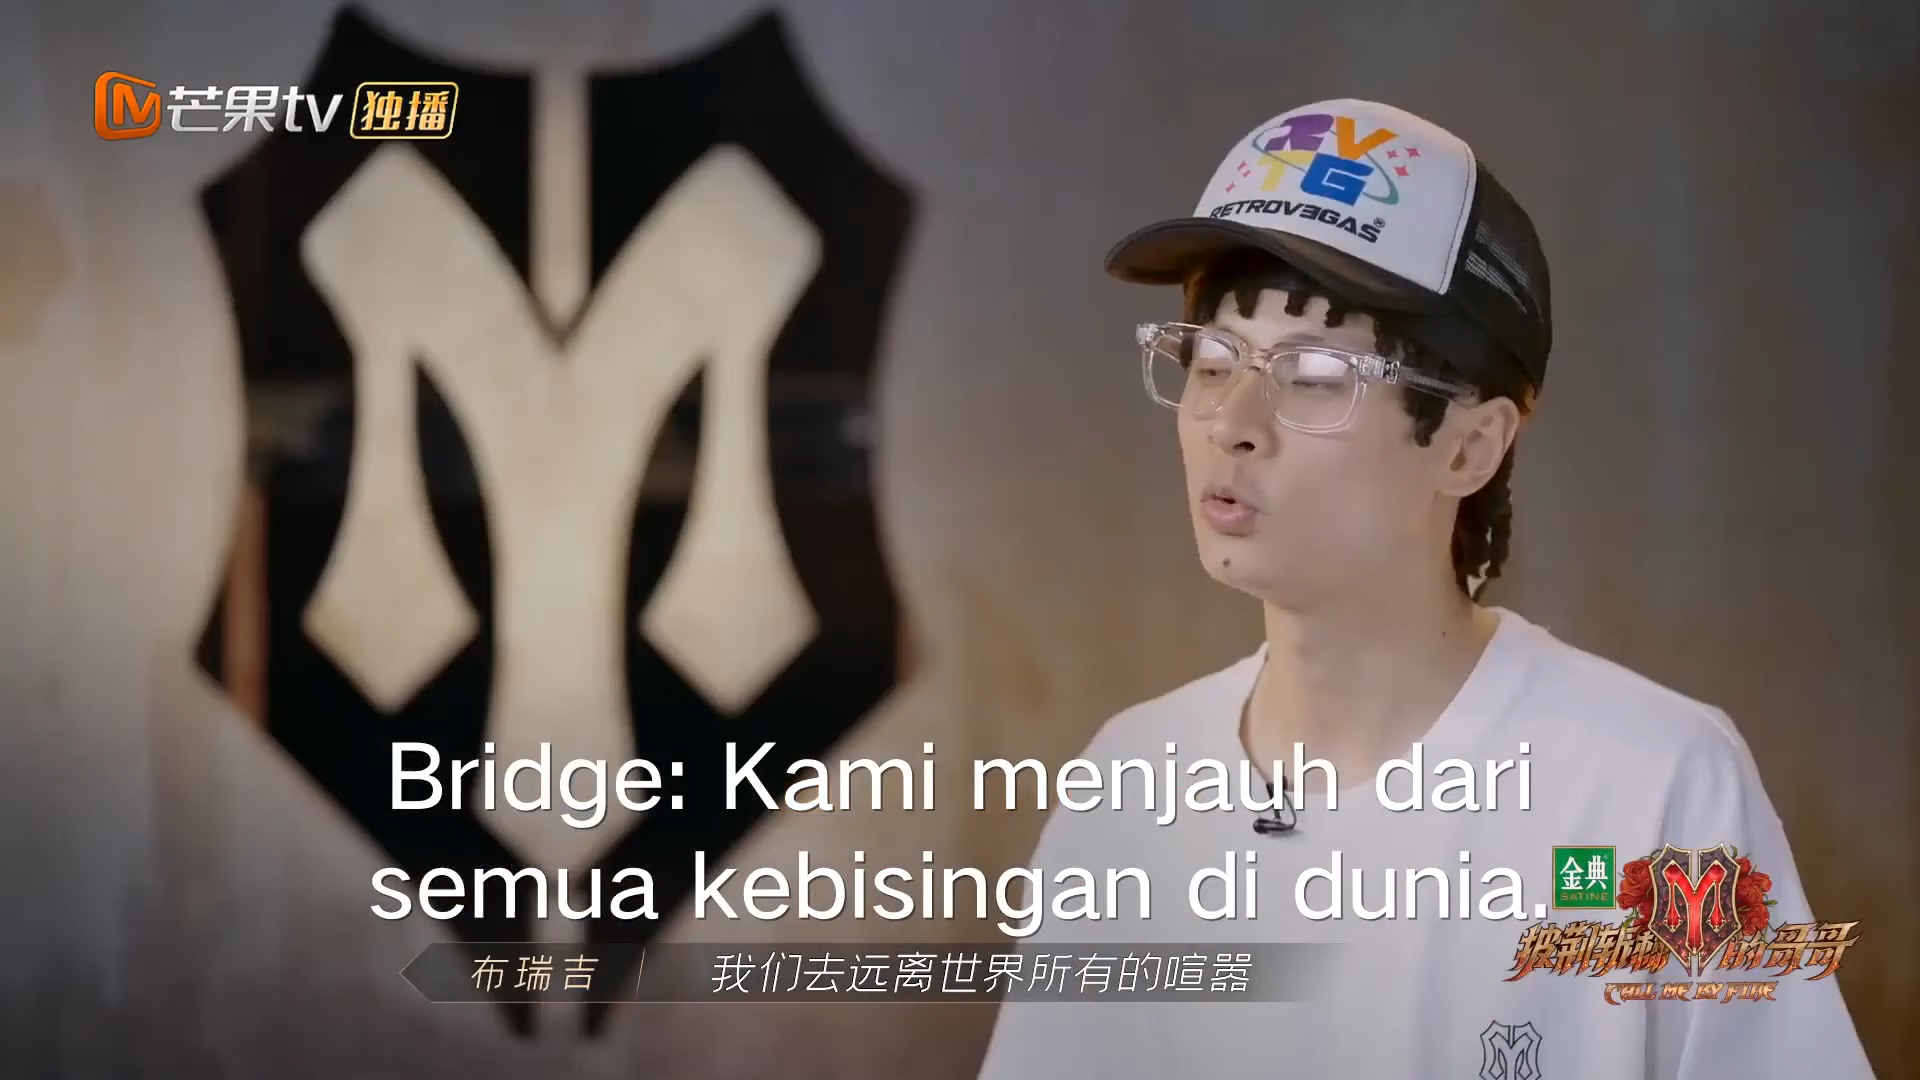 芒果tv 独播
RV
TG
RETROV3GAS®
Bridge: Kami menjauh dari
semua kebisingan di dunia.
布瑞吉 我们去远离世界所有的喧嚣
金典
SATINE
披荆斩棘的哥哥
CALL ME BY FIRE